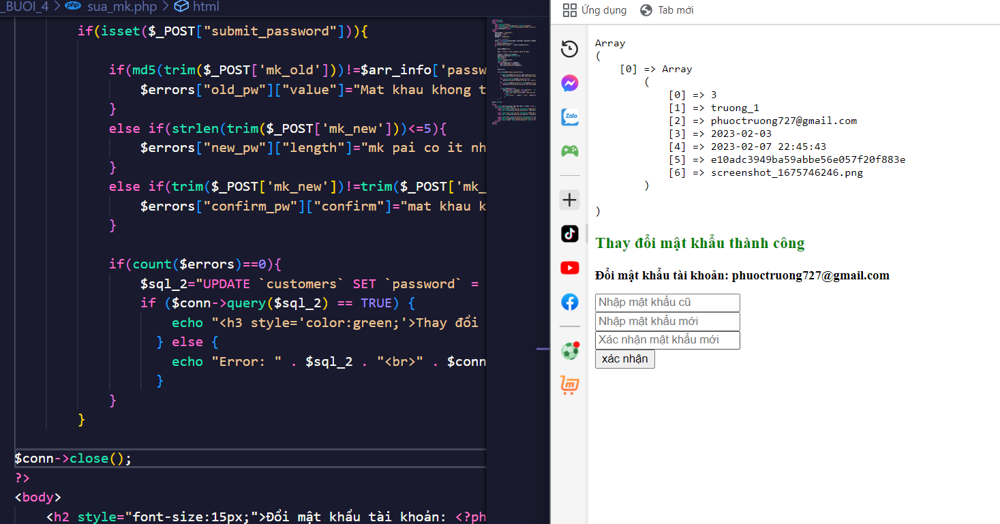 _BUOI_4 > php sua_mk.php > html
if(isset($_POST["submit_password"])){
if(md5(trim($_POST['mk_old']))!=$arr_info['passw
$errors["old_pw"]["value"]="Mat khau khong t
}
else if(strlen(trim($_POST['mk_new']))<=5){
$errors["new_pw"]["length"]="mk pai co it nh
}
else if(trim($_POST['mk_new'])!=trim($_POST['mk_
$errors["confirm_pw"]["confirm"]="mat khau k
}
if(count($errors)==0){
$sql_2="UPDATE `customers` SET `password` =
if ($conn->query($sql_2) == TRUE) {
echo "<h3 style='color:green;'>Thay đổi
} else {
echo "Error: " . $sql_2 . "<br>" . $conn
}
}
}
$conn->close();
?>
<body>
<h2 style="font-size:15px;">Đổi mật khẩu tài khoản: <?ph
Ứng dụng Tab mới
Zalo
Array
(
[0] => Array
(
[0] => 3
[1] => truong_1
[2] => phuoctruong727@gmail.com
[3] => 2023-02-03
[4] => 2023-02-07 22:45:43
[5] => e10adc3949ba59abbe56e057f20f883e
[6] => screenshot_1675746246.png
)
)
Thay đổi mật khẩu thành công
Đổi mật khẩu tài khoản: phuoctruong727@gmail.com
Nhập mật khẩu cũ
Nhập mật khẩu mới
Xác nhận mật khẩu mới
xác nhận